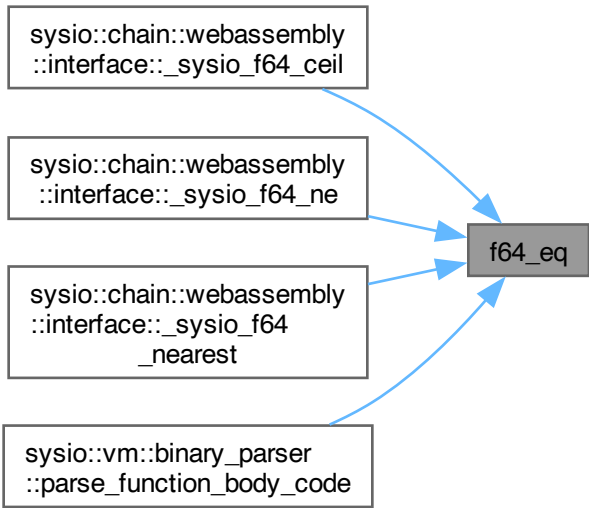 sysio::chain::webassembly
::interface::_sysio_f64_ceil
sysio::chain::webassembly
::interface::_sysio_f64_ne
f64_eq
sysio::chain::webassembly
::interface::_sysio_f64
_nearest
sysio::vm::binary_parser
::parse_function_body_code